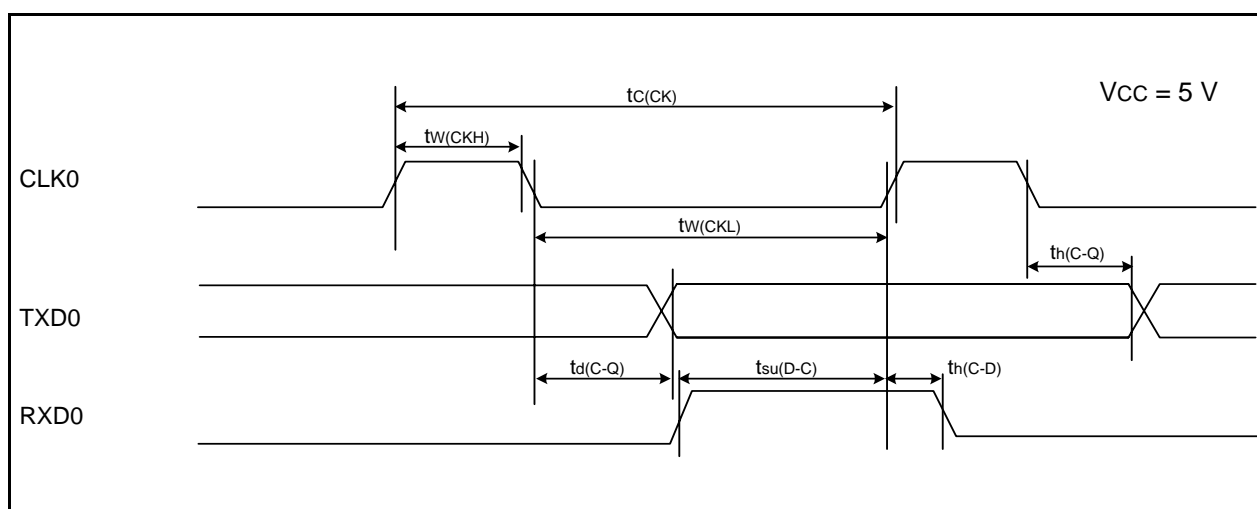 tC(CK)
VCC = 5 V
tW(CKH)
CLK0
tW(CKL)
th(C-Q)
TXD0
td(C-Q)
tsu(D-C)
th(C-D)
RXD0